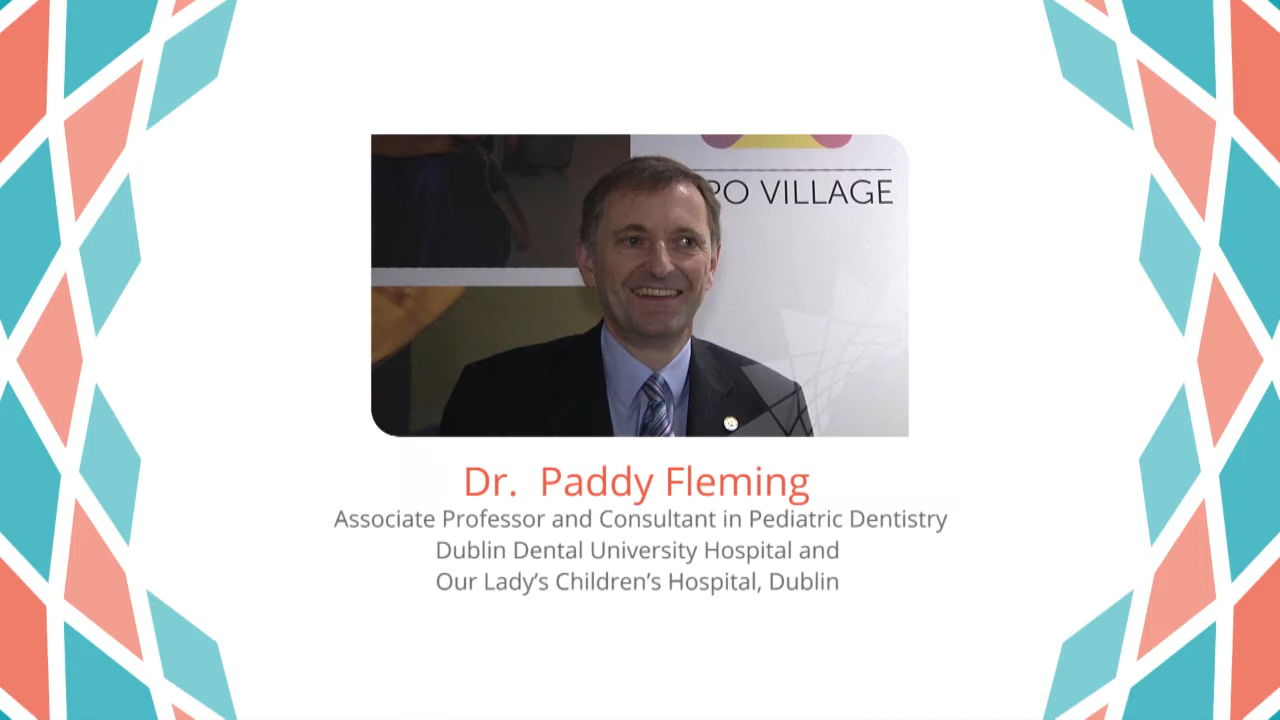 PO VILLAGE
Dr. Paddy Fleming
Associate Professor and Consultant in Pediatric Dentistry
Dublin Dental University Hospital and
Our Lady’s Children’s Hospital, Dublin